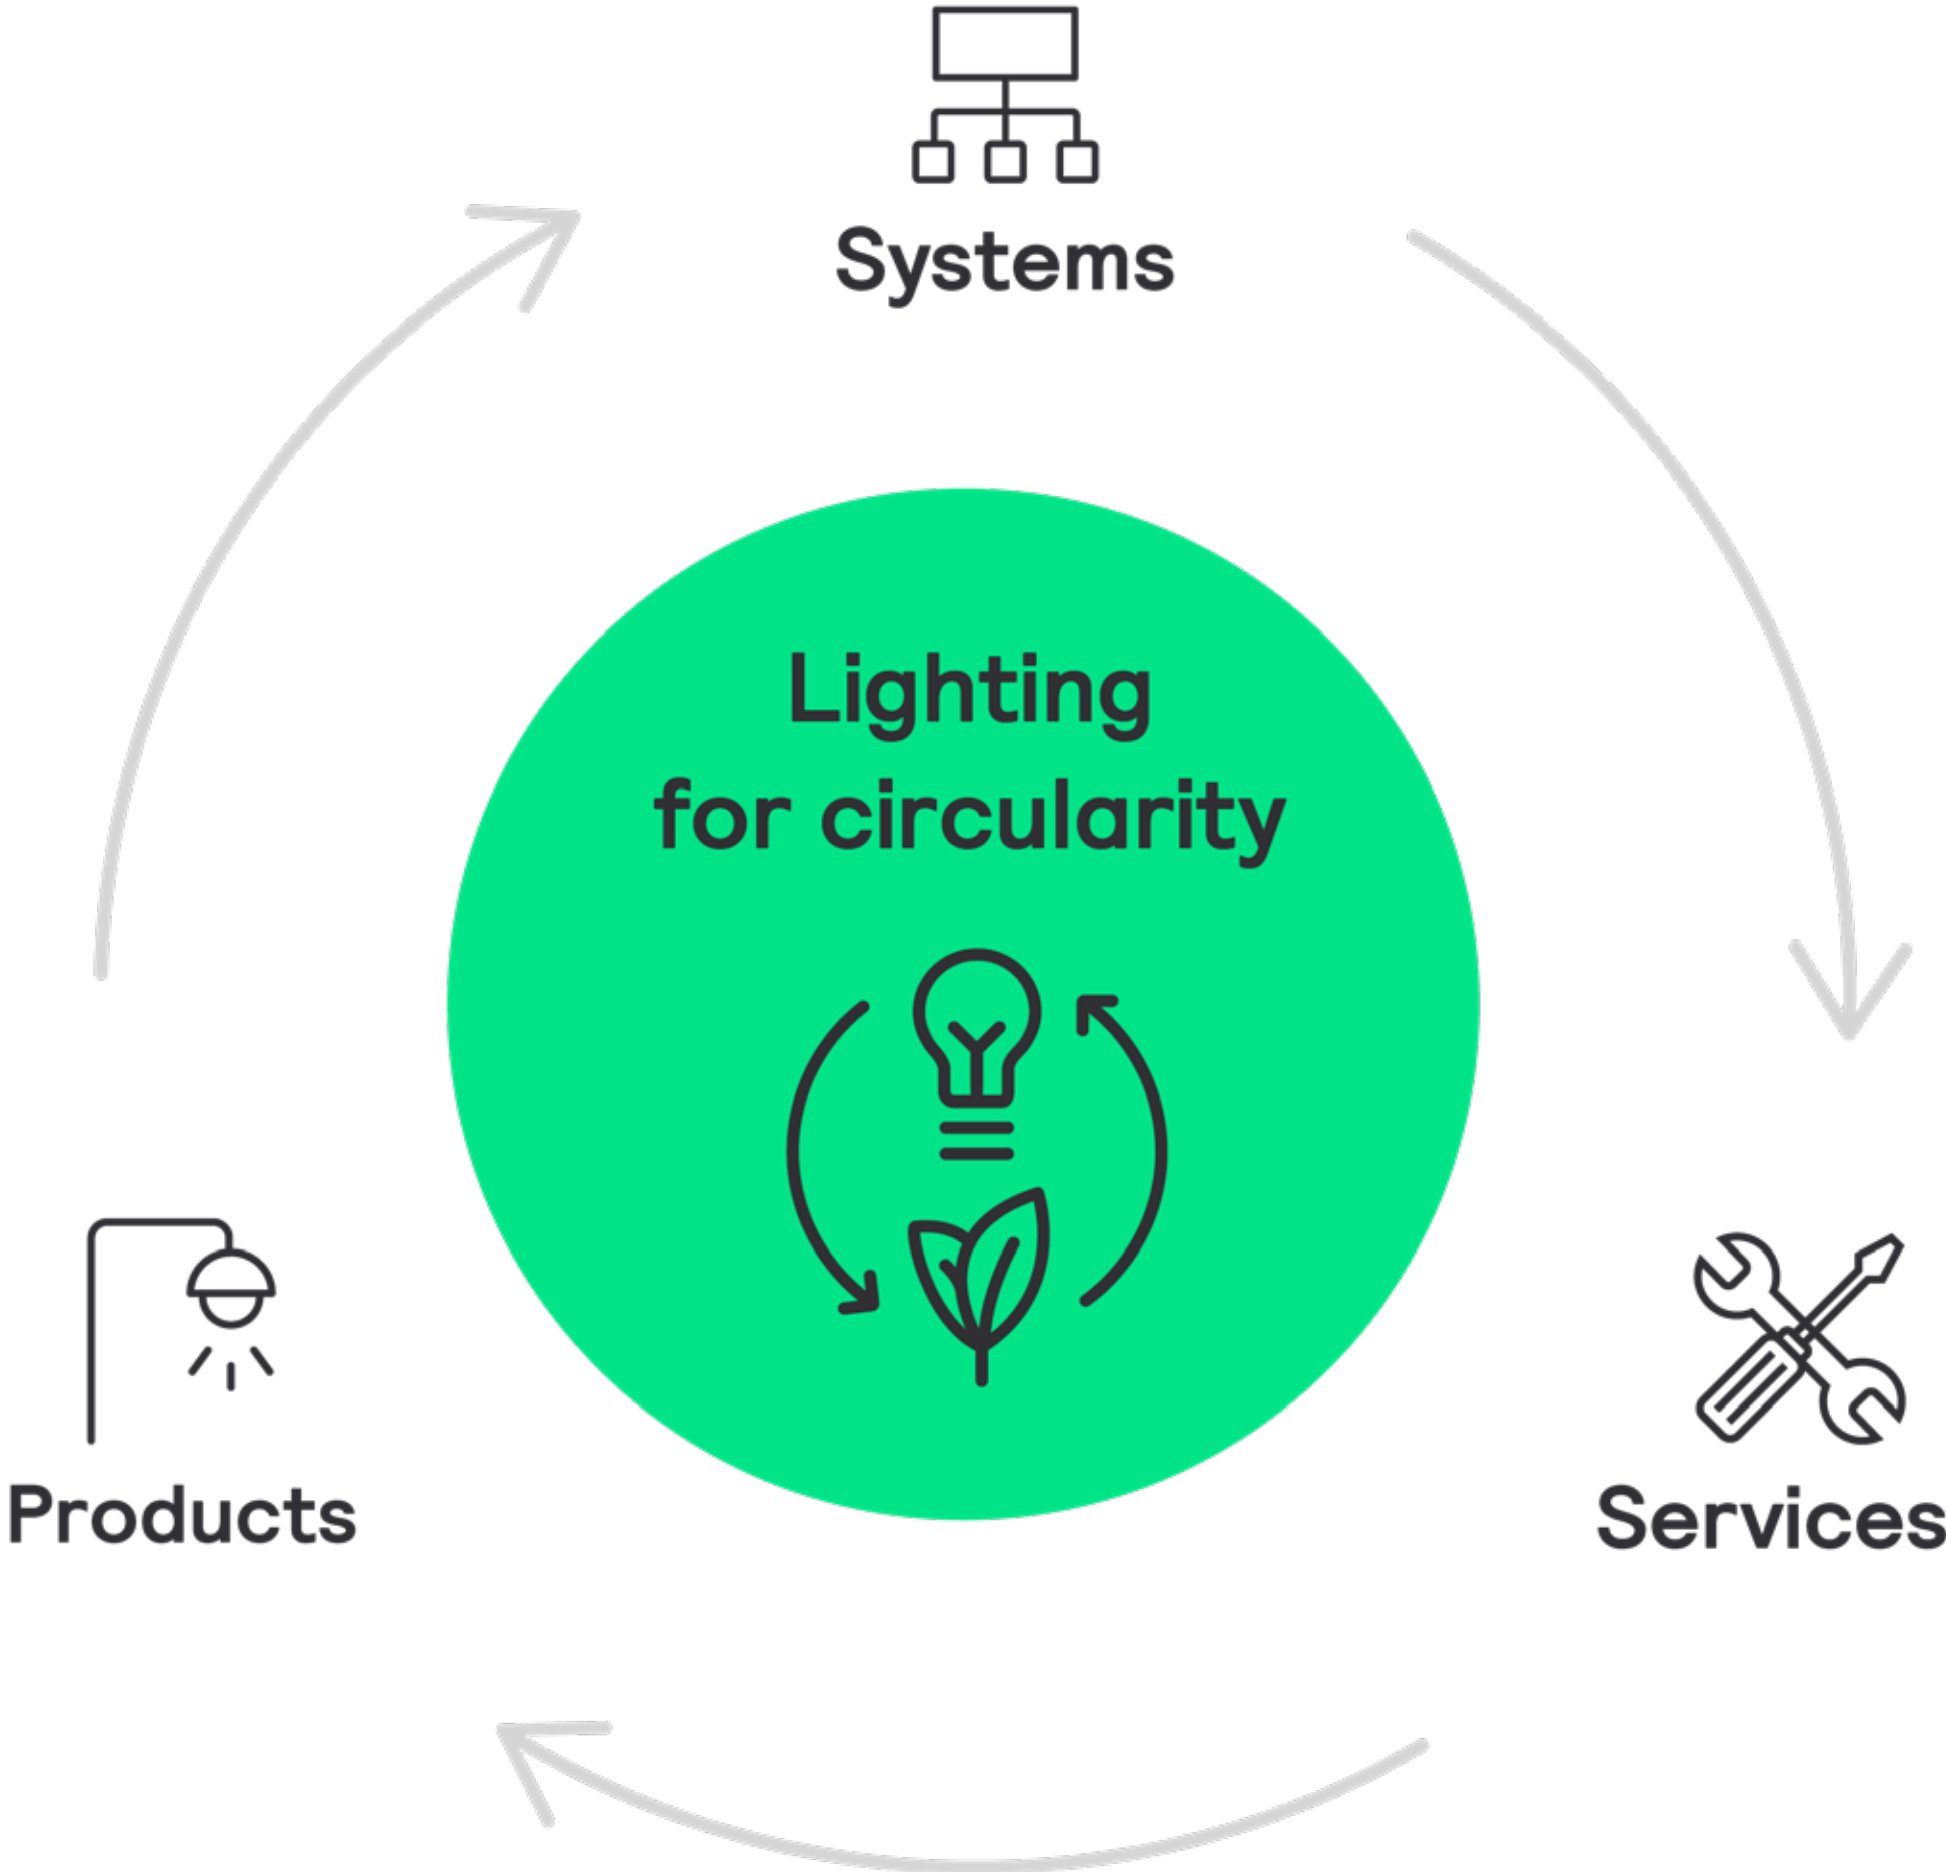 Systems
Lighting
for circularity
Products
Services